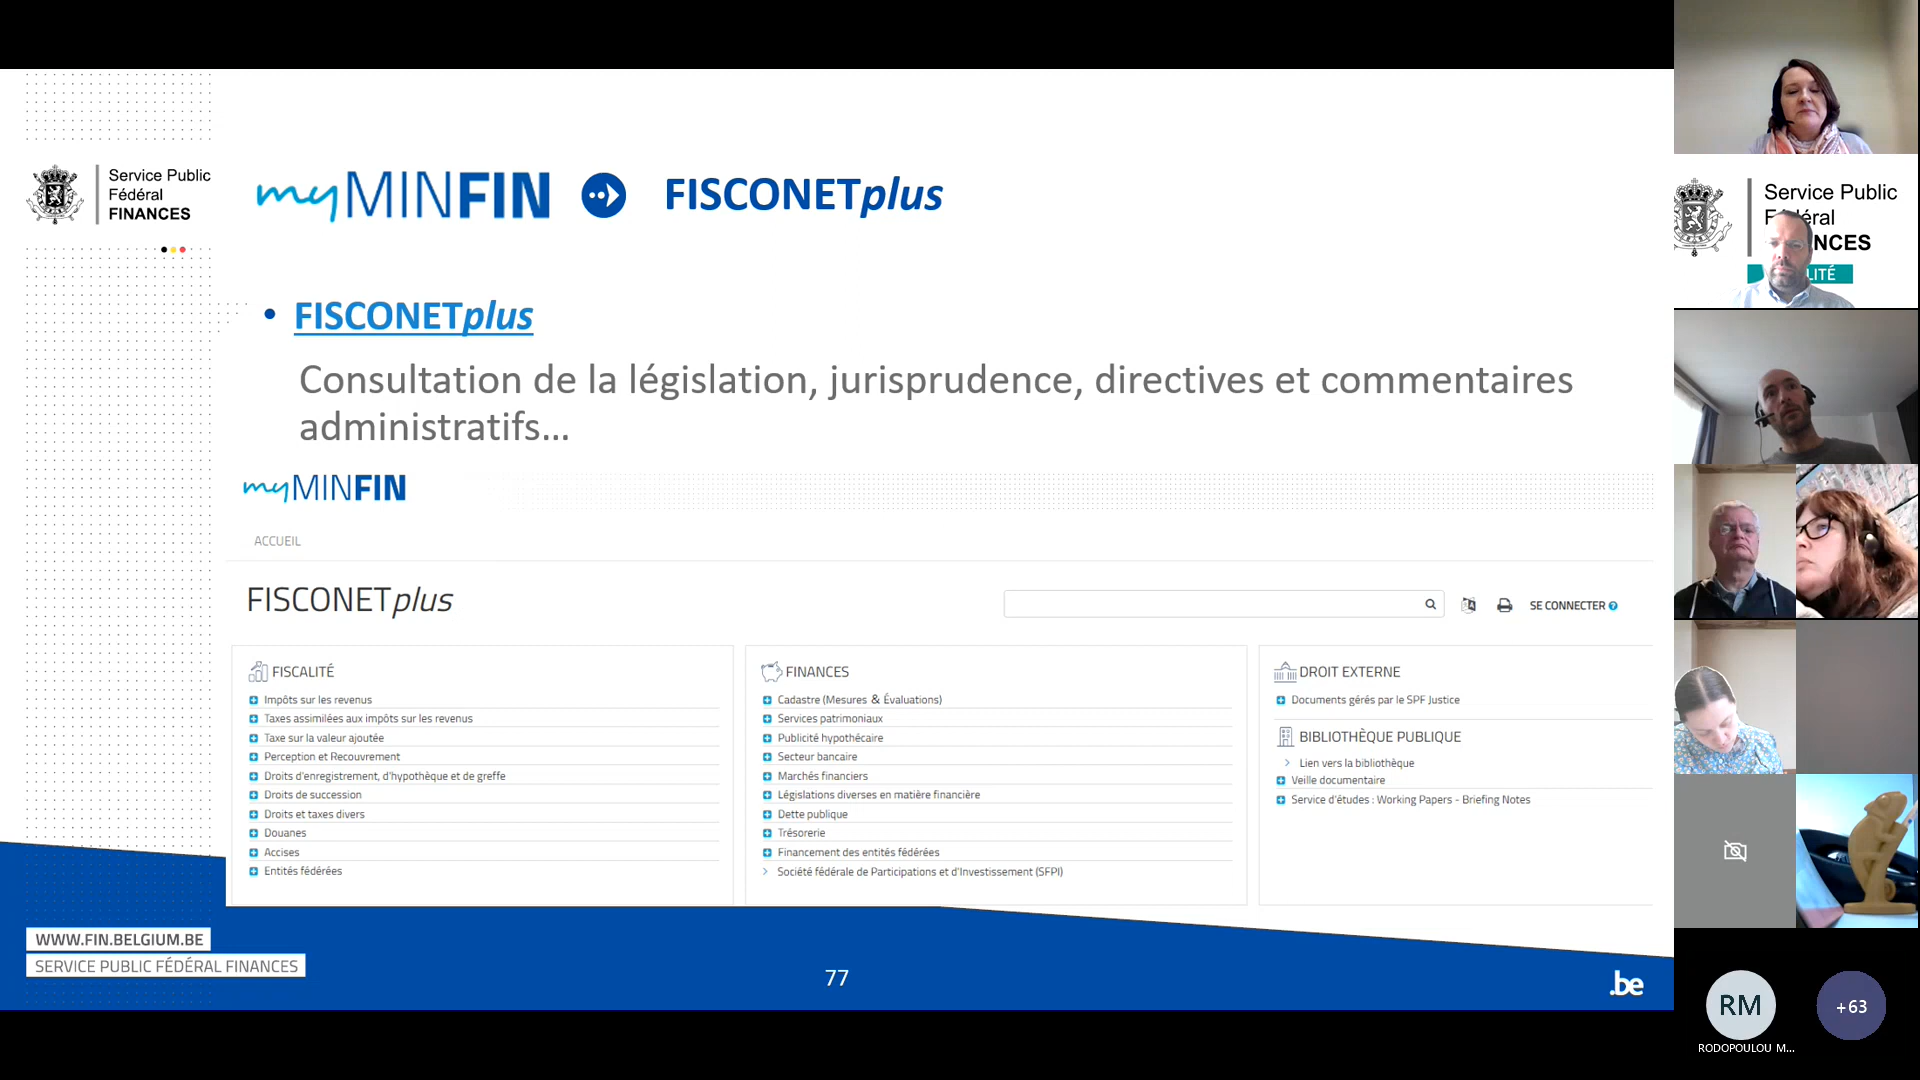 Service Public
Fédéral
FINANCES
myMINFIN
FISCONETplus
• FISCONETplus
Consultation de la législation, jurisprudence, directives et commentaires
administratifs...
myMINFIN
ACCUEIL
FISCONETplus
SE CONNECTER ?
FISCALITÉ
Impôts sur les revenus
Taxes assimilées aux impôts sur les revenus
Taxe sur la valeur ajoutée
Perception et Recouvrement
Droits d'enregistrement, d'hypothèque et de greffe
Droits de succession
Droits et taxes divers
Douanes
Accises
Entités fédérées
FINANCES
Cadastre (Mesures & Évaluations)
Services patrimoniaux
Publicité hypothécaire
Secteur bancaire
Marchés financiers
Législations diverses en matière financière
Dette publique
Trésorerie
Financement des entités fédérées
Société fédérale de Participations et d'Investissement (SFPI)
DROIT EXTERNE
Documents gérés par le SPF Justice
BIBLIOTHÈQUE PUBLIQUE
Lien vers la bibliothèque
Veille documentaire
Service d'études : Working Papers - Briefing Notes
WWW.FIN.BELGIUM.BE
SERVICE PUBLIC FÉDÉRAL FINANCES
77
.be
Service Public
RM
+63
RODOPOULOU M...